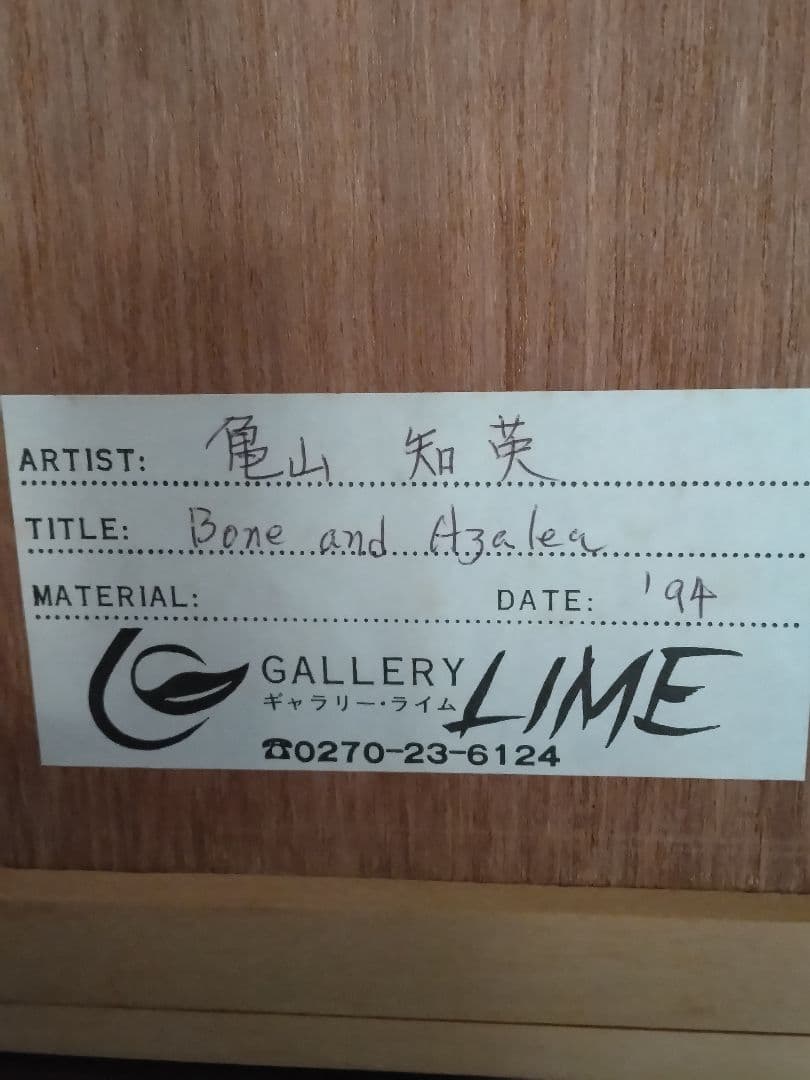 ARTIST: 亀山 知英
TITLE: Bone and Azalea
MATERIAL: DATE: '94
GALLERY LIME
ギャラリー・ライム
☎0270-23-6124